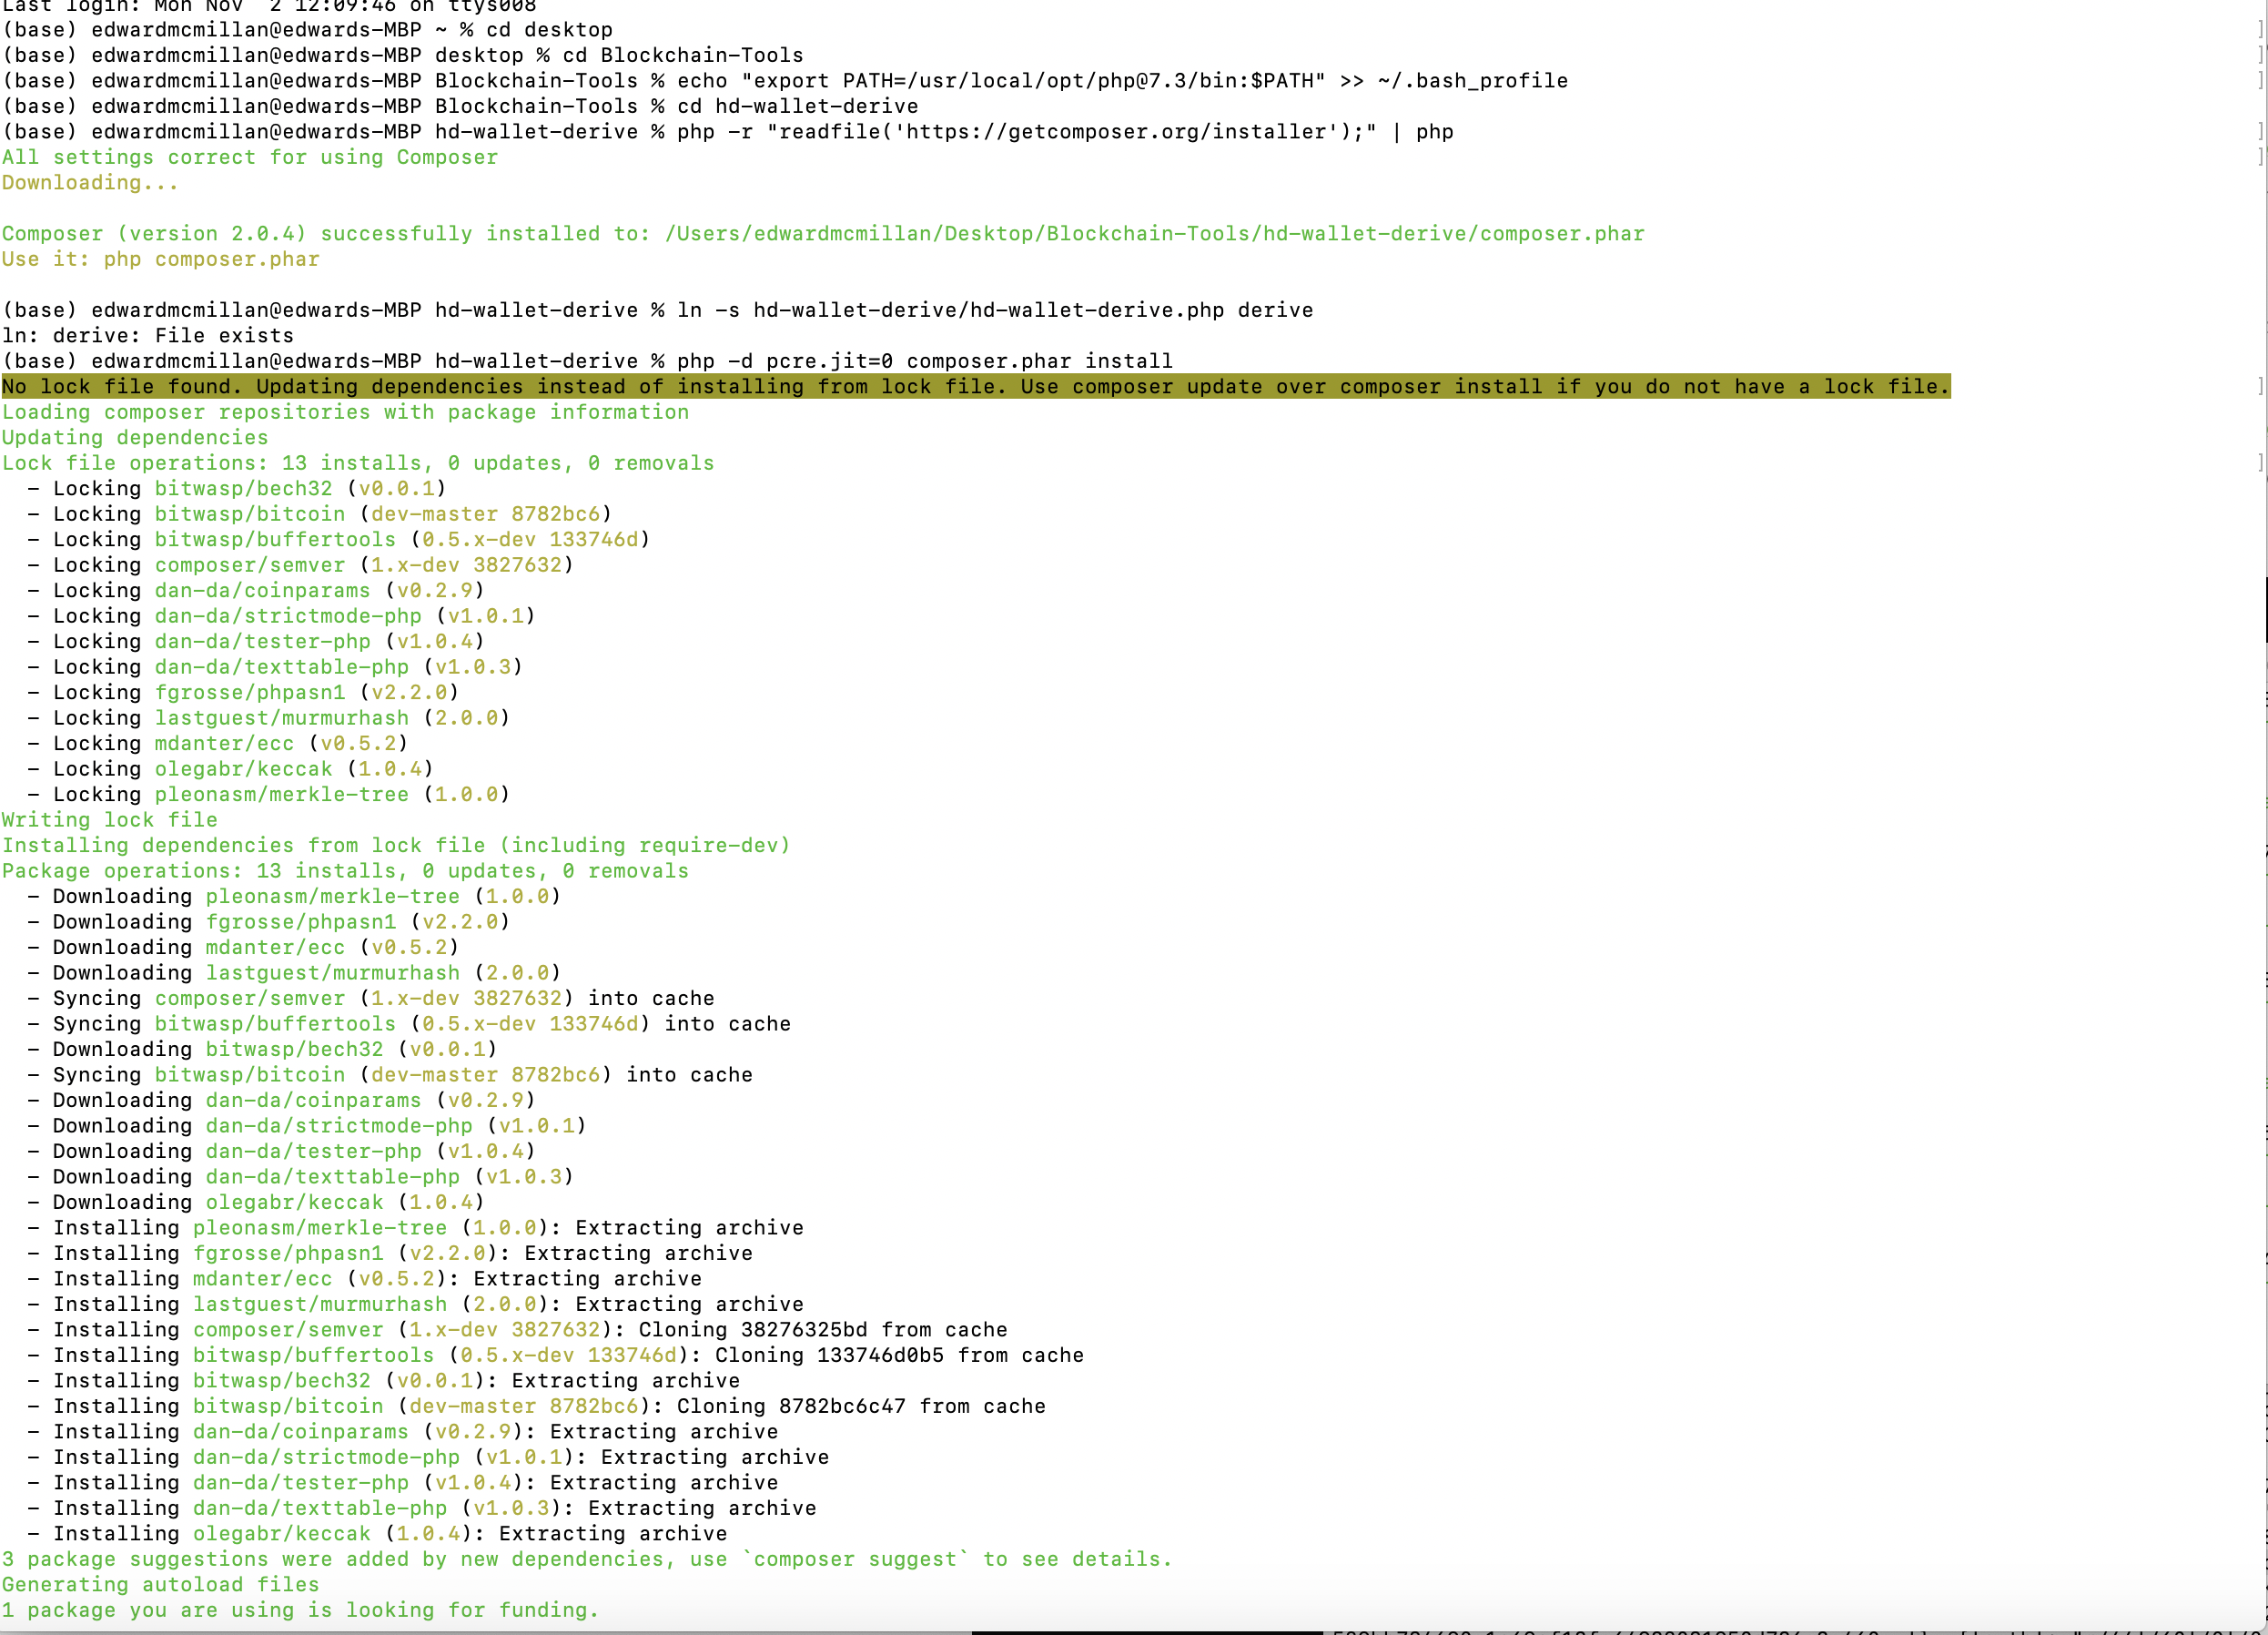 Last login: Mon Nov  2 12:09:46 on ttys008
(base) edwardmcmillan@edwards-MBP ~ % cd desktop
(base) edwardmcmillan@edwards-MBP desktop % cd Blockchain-Tools
(base) edwardmcmillan@edwards-MBP Blockchain-Tools % echo "export PATH=/usr/local/opt/php@7.3/bin:$PATH" >> ~/.bash_profile
(base) edwardmcmillan@edwards-MBP Blockchain-Tools % cd hd-wallet-derive
(base) edwardmcmillan@edwards-MBP hd-wallet-derive % php -r "readfile('https://getcomposer.org/installer');" | php
All settings correct for using Composer
Downloading...
Composer (version 2.0.4) successfully installed to: /Users/edwardmcmillan/Desktop/Blockchain-Tools/hd-wallet-derive/composer.phar
Use it: php composer.phar
(base) edwardmcmillan@edwards-MBP hd-wallet-derive % ln -s hd-wallet-derive/hd-wallet-derive.php derive
ln: derive: File exists
(base) edwardmcmillan@edwards-MBP hd-wallet-derive % php -d pcre.jit=0 composer.phar install
No lock file found. Updating dependencies instead of installing from lock file. Use composer update over composer install if you do not have a lock file.
Loading composer repositories with package information
Updating dependencies
Lock file operations: 13 installs, 0 updates, 0 removals
  - Locking bitwasp/bech32 (v0.0.1)
  - Locking bitwasp/bitcoin (dev-master 8782bc6)
  - Locking bitwasp/buffertools (0.5.x-dev 133746d)
  - Locking composer/semver (1.x-dev 3827632)
  - Locking dan-da/coinparams (v0.2.9)
  - Locking dan-da/strictmode-php (v1.0.1)
  - Locking dan-da/tester-php (v1.0.4)
  - Locking dan-da/texttable-php (v1.0.3)
  - Locking fgrosse/phpasn1 (v2.2.0)
  - Locking lastguest/murmurhash (2.0.0)
  - Locking mdanter/ecc (v0.5.2)
  - Locking olegabr/keccak (1.0.4)
  - Locking pleonasm/merkle-tree (1.0.0)
Writing lock file
Installing dependencies from lock file (including require-dev)
Package operations: 13 installs, 0 updates, 0 removals
  - Downloading pleonasm/merkle-tree (1.0.0)
  - Downloading fgrosse/phpasn1 (v2.2.0)
  - Downloading mdanter/ecc (v0.5.2)
  - Downloading lastguest/murmurhash (2.0.0)
  - Syncing composer/semver (1.x-dev 3827632) into cache
  - Syncing bitwasp/buffertools (0.5.x-dev 133746d) into cache
  - Downloading bitwasp/bech32 (v0.0.1)
  - Syncing bitwasp/bitcoin (dev-master 8782bc6) into cache
  - Downloading dan-da/coinparams (v0.2.9)
  - Downloading dan-da/strictmode-php (v1.0.1)
  - Downloading dan-da/tester-php (v1.0.4)
  - Downloading dan-da/texttable-php (v1.0.3)
  - Downloading olegabr/keccak (1.0.4)
  - Installing pleonasm/merkle-tree (1.0.0): Extracting archive
  - Installing fgrosse/phpasn1 (v2.2.0): Extracting archive
  - Installing mdanter/ecc (v0.5.2): Extracting archive
  - Installing lastguest/murmurhash (2.0.0): Extracting archive
  - Installing composer/semver (1.x-dev 3827632): Cloning 38276325bd from cache
  - Installing bitwasp/buffertools (0.5.x-dev 133746d): Cloning 133746d0b5 from cache
  - Installing bitwasp/bech32 (v0.0.1): Extracting archive
  - Installing bitwasp/bitcoin (dev-master 8782bc6): Cloning 8782bc6c47 from cache
  - Installing dan-da/coinparams (v0.2.9): Extracting archive
  - Installing dan-da/strictmode-php (v1.0.1): Extracting archive
  - Installing dan-da/tester-php (v1.0.4): Extracting archive
  - Installing dan-da/texttable-php (v1.0.3): Extracting archive
  - Installing olegabr/keccak (1.0.4): Extracting archive
3 package suggestions were added by new dependencies, use `composer suggest` to see details.
Generating autoload files
1 package you are using is looking for funding.